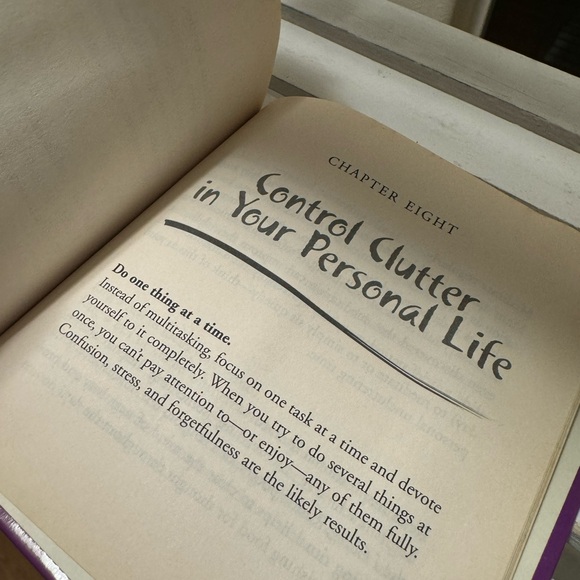 CHAPTER EIGHT
Control Clutter
in Your Personal Life
Do one thing at a time.
Instead of multitasking, focus on one task at a time and devote
yourself to it completely. When you try to do several things at
once, you can't pay attention to—or enjoy—any of them fully.
Confusion, stress, and forgetfulness are the likely results.